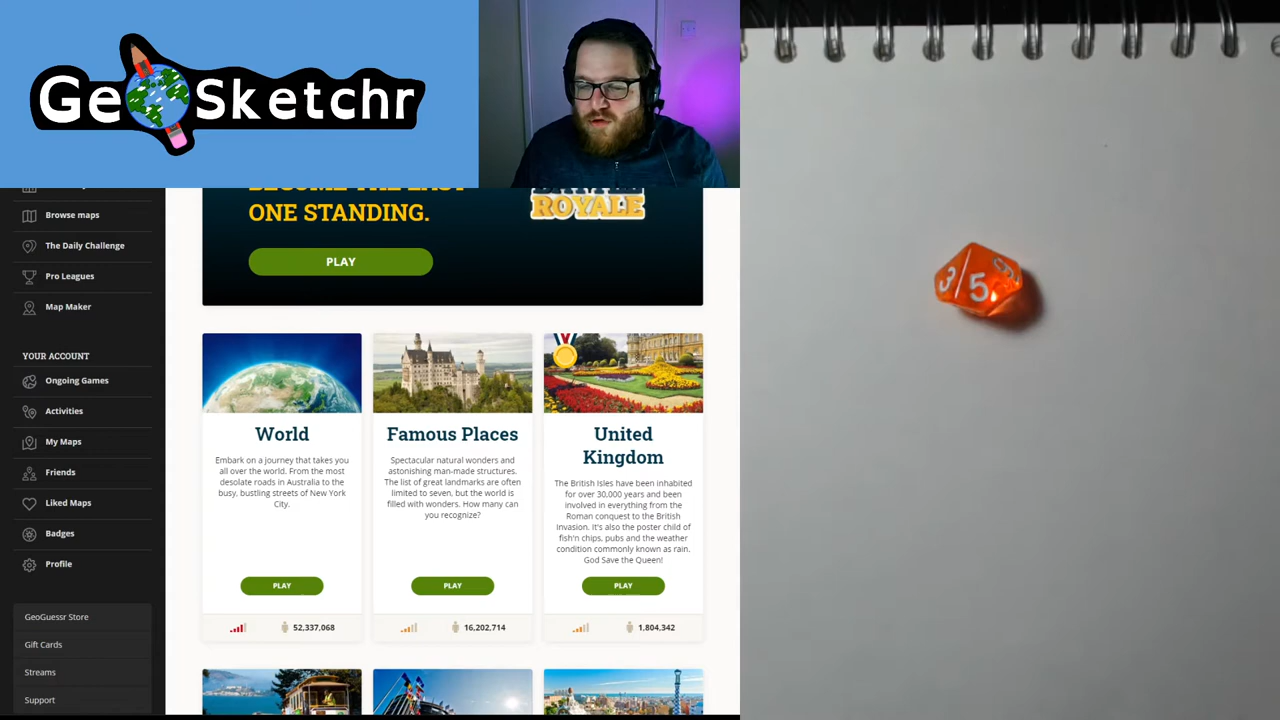 GeoSketchr
BECOME THE LAST
ONE STANDING.
ROYALE
PLAY
Browse maps
The Daily Challenge
Pro Leagues
Map Maker
YOUR ACCOUNT
Ongoing Games
Activities
My Maps
Friends
Liked Maps
Badges
Profile
GeoGuessr Store
Gift Cards
Streams
Support
World
Embark on a journey that takes you
all over the world. From the most
desolate roads in Australia to the
busy, bustling streets of New York
City.
PLAY
52,337,068
Famous Places
Spectacular natural wonders and
astonishing man-made structures.
The list of great landmarks are often
limited to seven, but the world is
filled with wonders. How many can
you recognize?
PLAY
16,202,714
United
Kingdom
The British Isles have been inhabited
for over 30,000 years and been
involved in everything from the
Roman conquest to the British
Invasion. It's also the poster child of
fish'n chips, pubs and the weather
condition commonly known as rain.
God Save the Queen!
PLAY
1,804,342
3
5
9